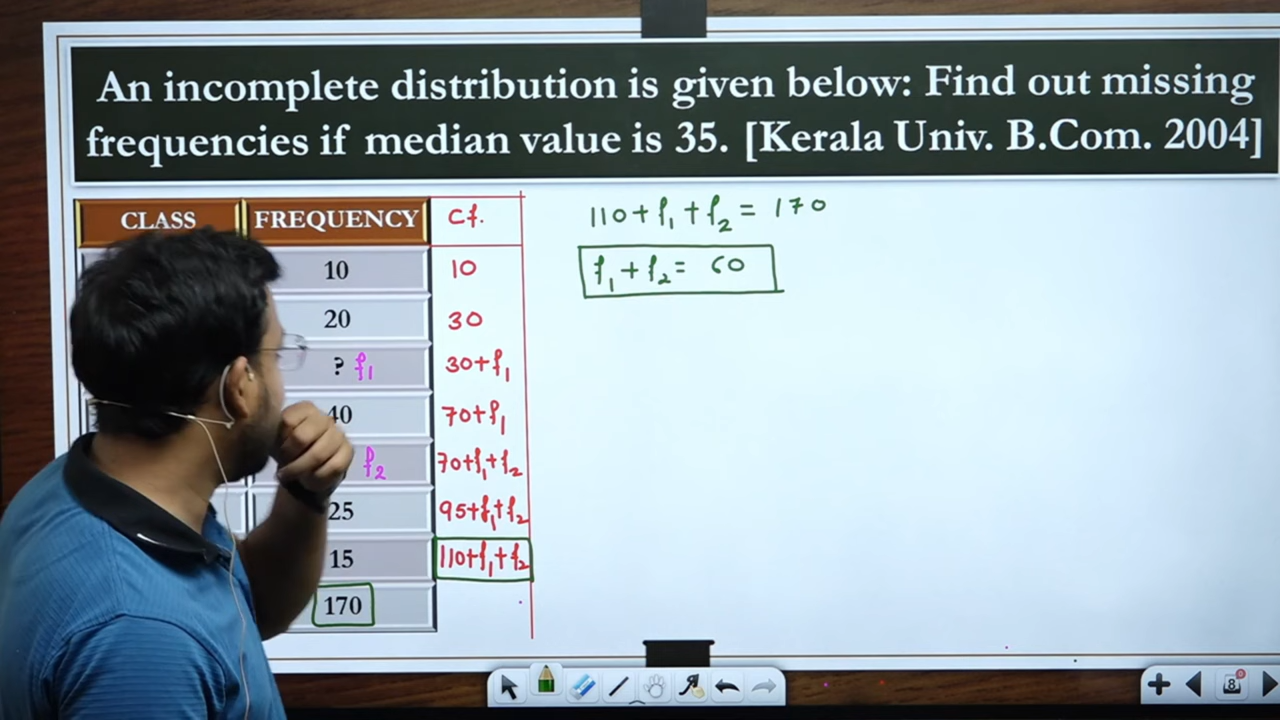 An incomplete distribution is given below: Find out missing
frequencies if median value is 35. [Kerala Univ. B.Com. 2004]
CLASS FREQUENCY cf.
10 10
20 30
? f₁ 30+f₁
40 70+f₁
f₂ 70+f₁+f₂
25 95+f₁+f₂
15 110+f₁+f₂
170
110+f₁+f₂ = 170
f₁+f₂ = 60
8